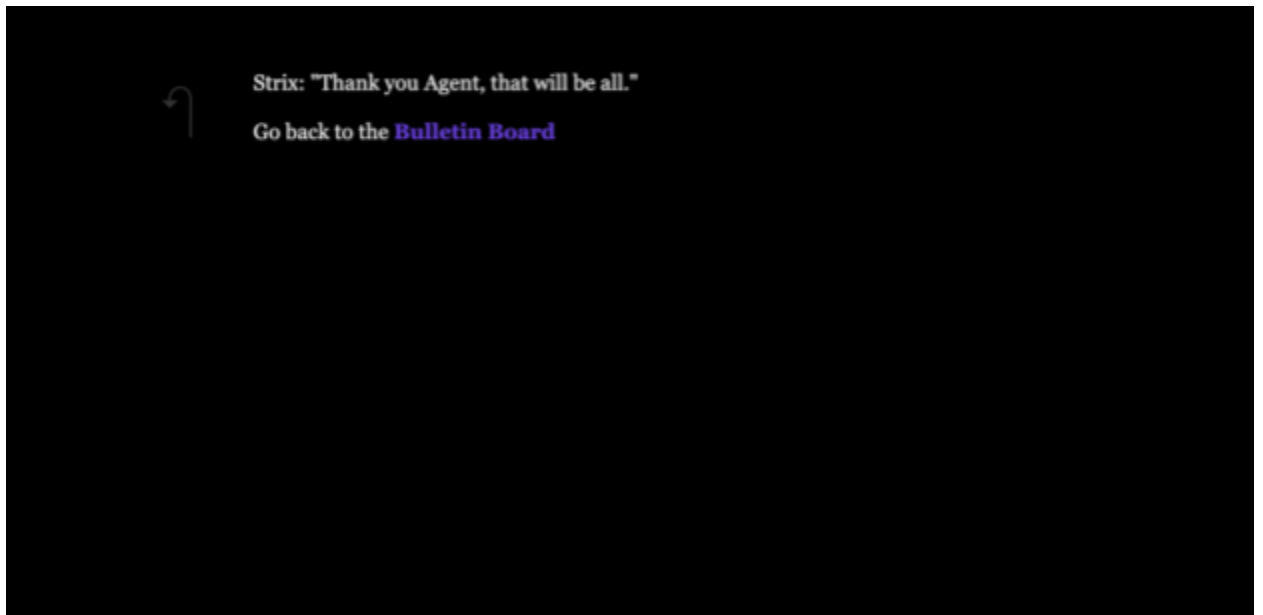 Strix: "Thank you Agent, that will be all."
Go back to the Bulletin Board